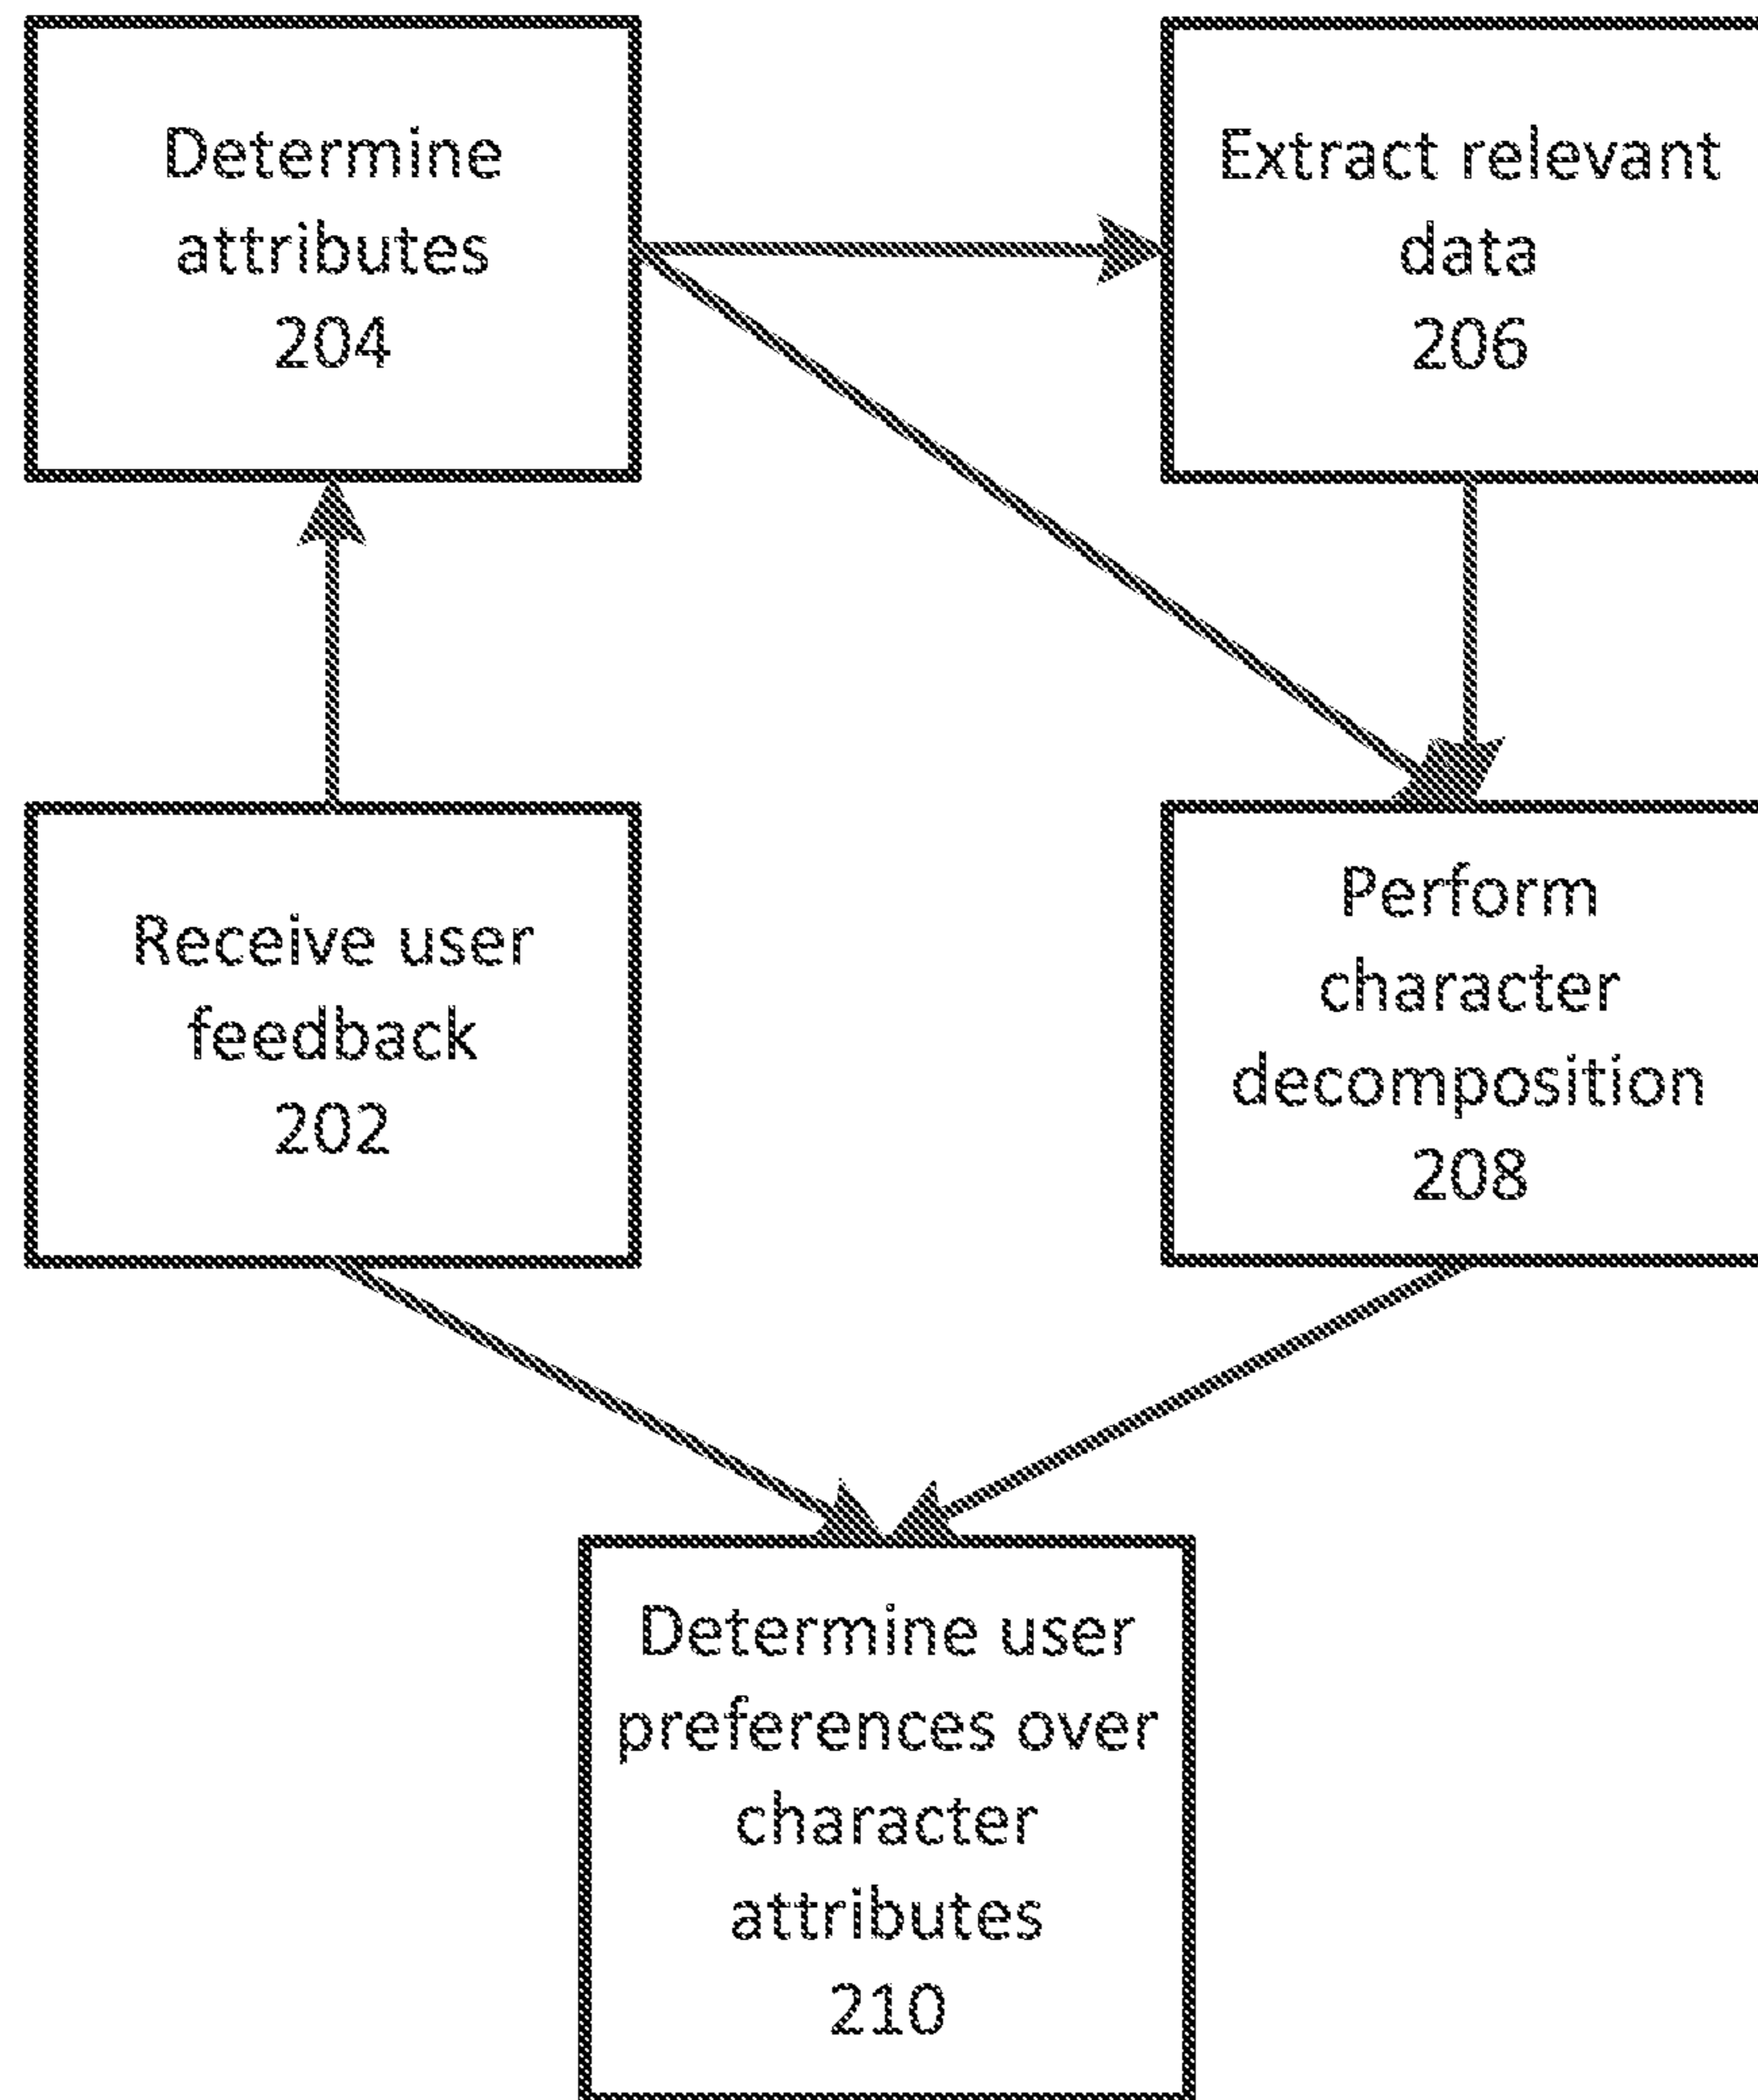 Determine
attributes
204
Extract relevant
data
206
Receive user
feedback
202
Perform
character
decomposition
208
Determine user
preferences over
character
attributes
210